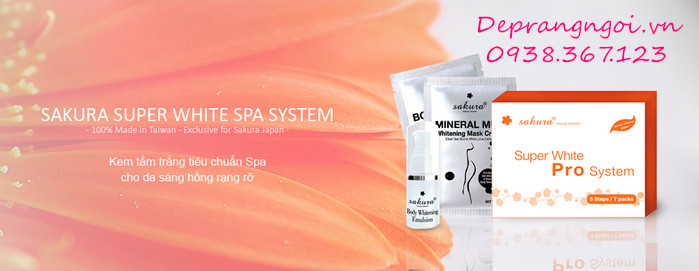 Deprangngoi.vn
0938.367.123
SAKURA SUPER WHITE SPA SYSTEM
- 100% Made in Taiwan - Exclusive for Sakura Japan -
Kem tắm trắng tiêu chuẩn Spa
cho da sáng hồng rạng rỡ
BO
sakura
MINERAL M
Whitening Mask Cr
sakura
Body Whitening
Emulsion
sakura
Super White
Pro System
5 Steps / 7 packs